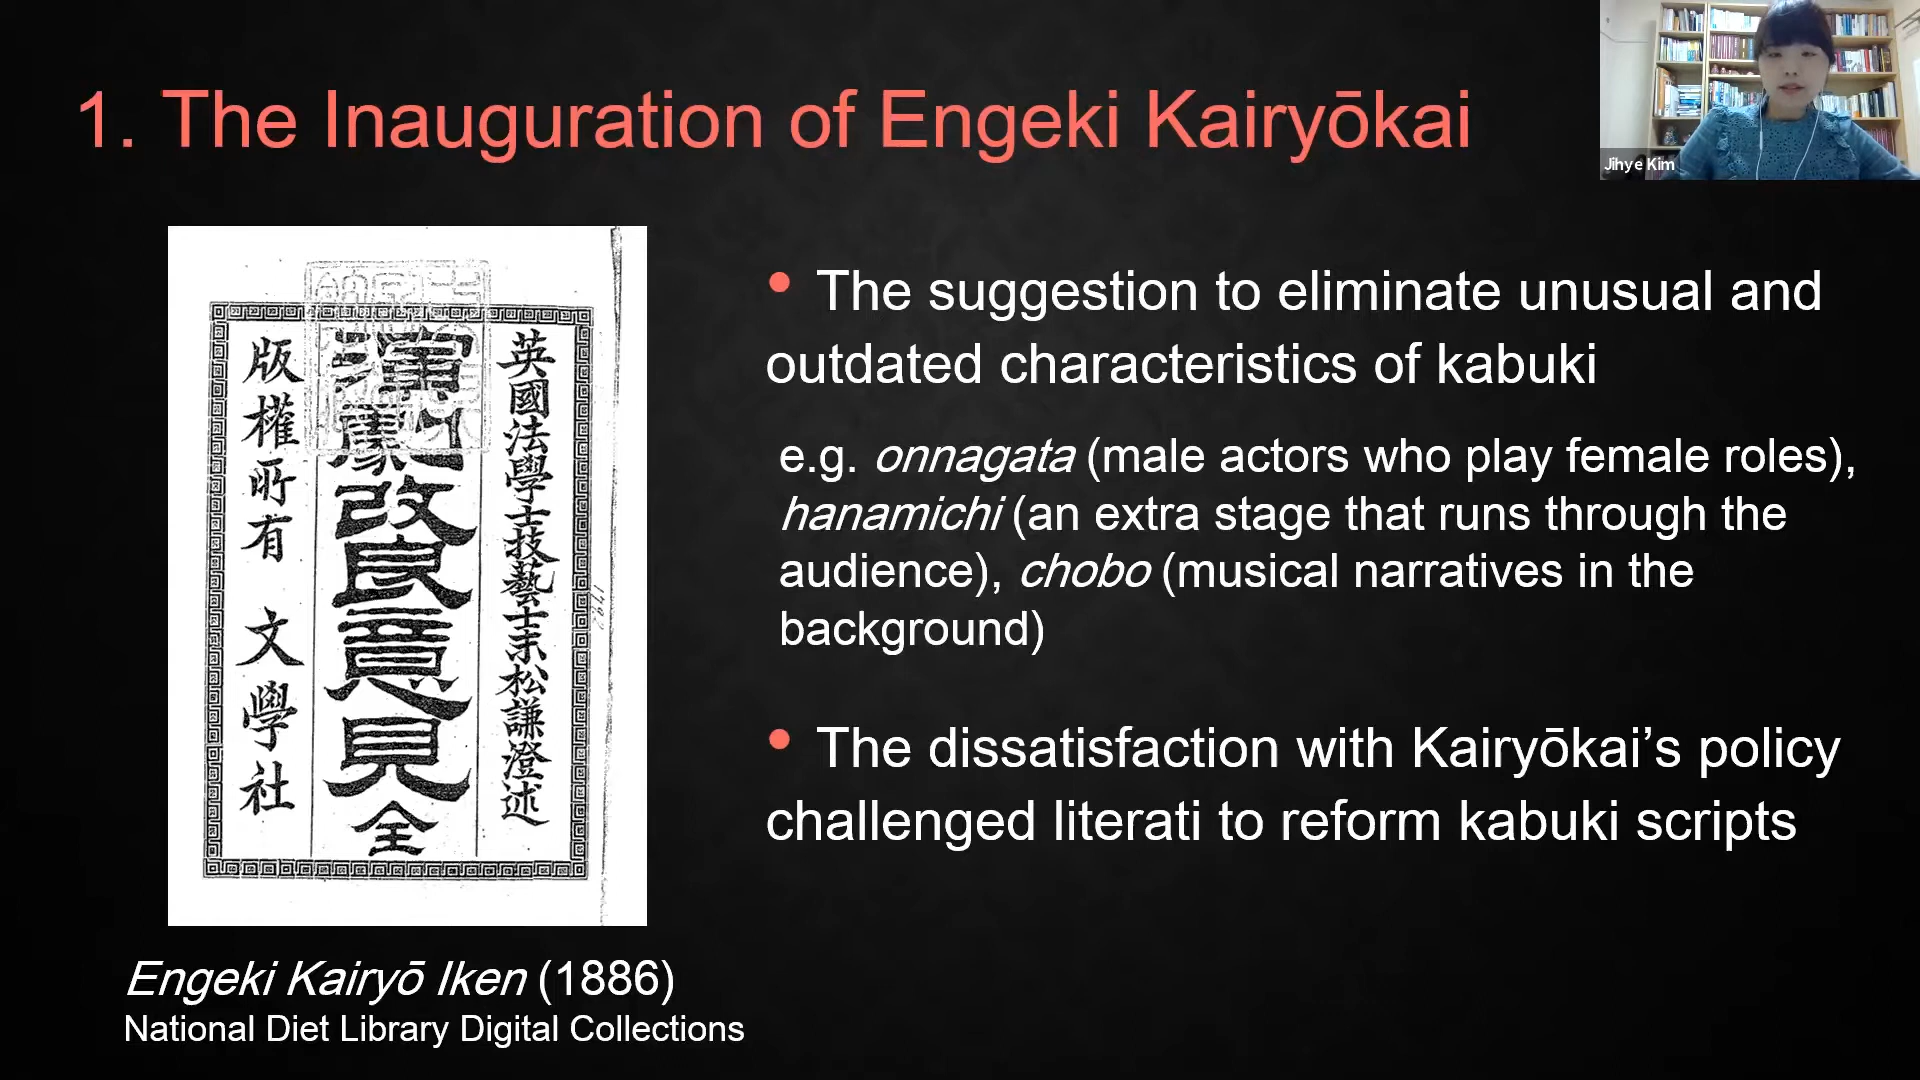 1. The Inauguration of Engeki Kairyōkai
Jihye Kim
英國法學士技藝士末松謙澄述
演劇改良意見全
版權所有 文學社
Engeki Kairyō Iken (1886)
National Diet Library Digital Collections
• The suggestion to eliminate unusual and
outdated characteristics of kabuki
e.g. onnagata (male actors who play female roles),
hanamichi (an extra stage that runs through the
audience), chobo (musical narratives in the
background)
• The dissatisfaction with Kairyōkai’s policy
challenged literati to reform kabuki scripts